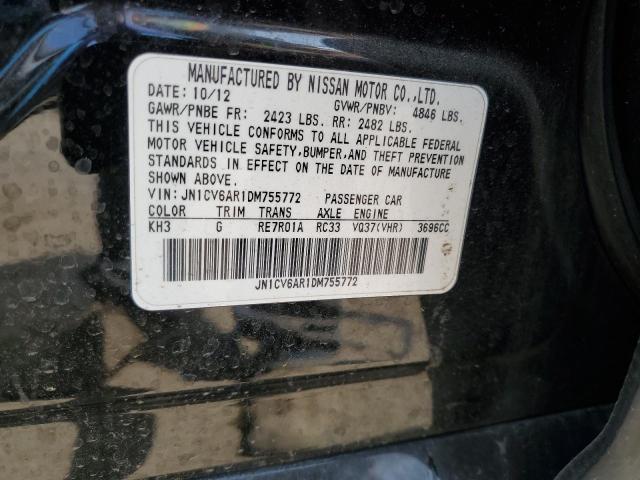 MANUFACTURED BY NISSAN MOTOR CO.,LTD.
DATE: 10/12 GVWR/PNBV: 4846 LBS.
GAWR/PNBE FR: 2423 LBS. RR: 2482 LBS.
THIS VEHICLE CONFORMS TO ALL APPLICABLE FEDERAL
MOTOR VEHICLE SAFETY,BUMPER,AND THEFT PREVENTION
STANDARDS IN EFFECT ON THE DATE OF MANUFACTURE
SHOWN ABOVE.
VIN: JN1CV6AR1DM755772 PASSENGER CAR
COLOR TRIM TRANS AXLE ENGINE
KH3 G RE7R01A RC33 VQ37(VHR) 3696CC
JN1CV6AR1DM755772